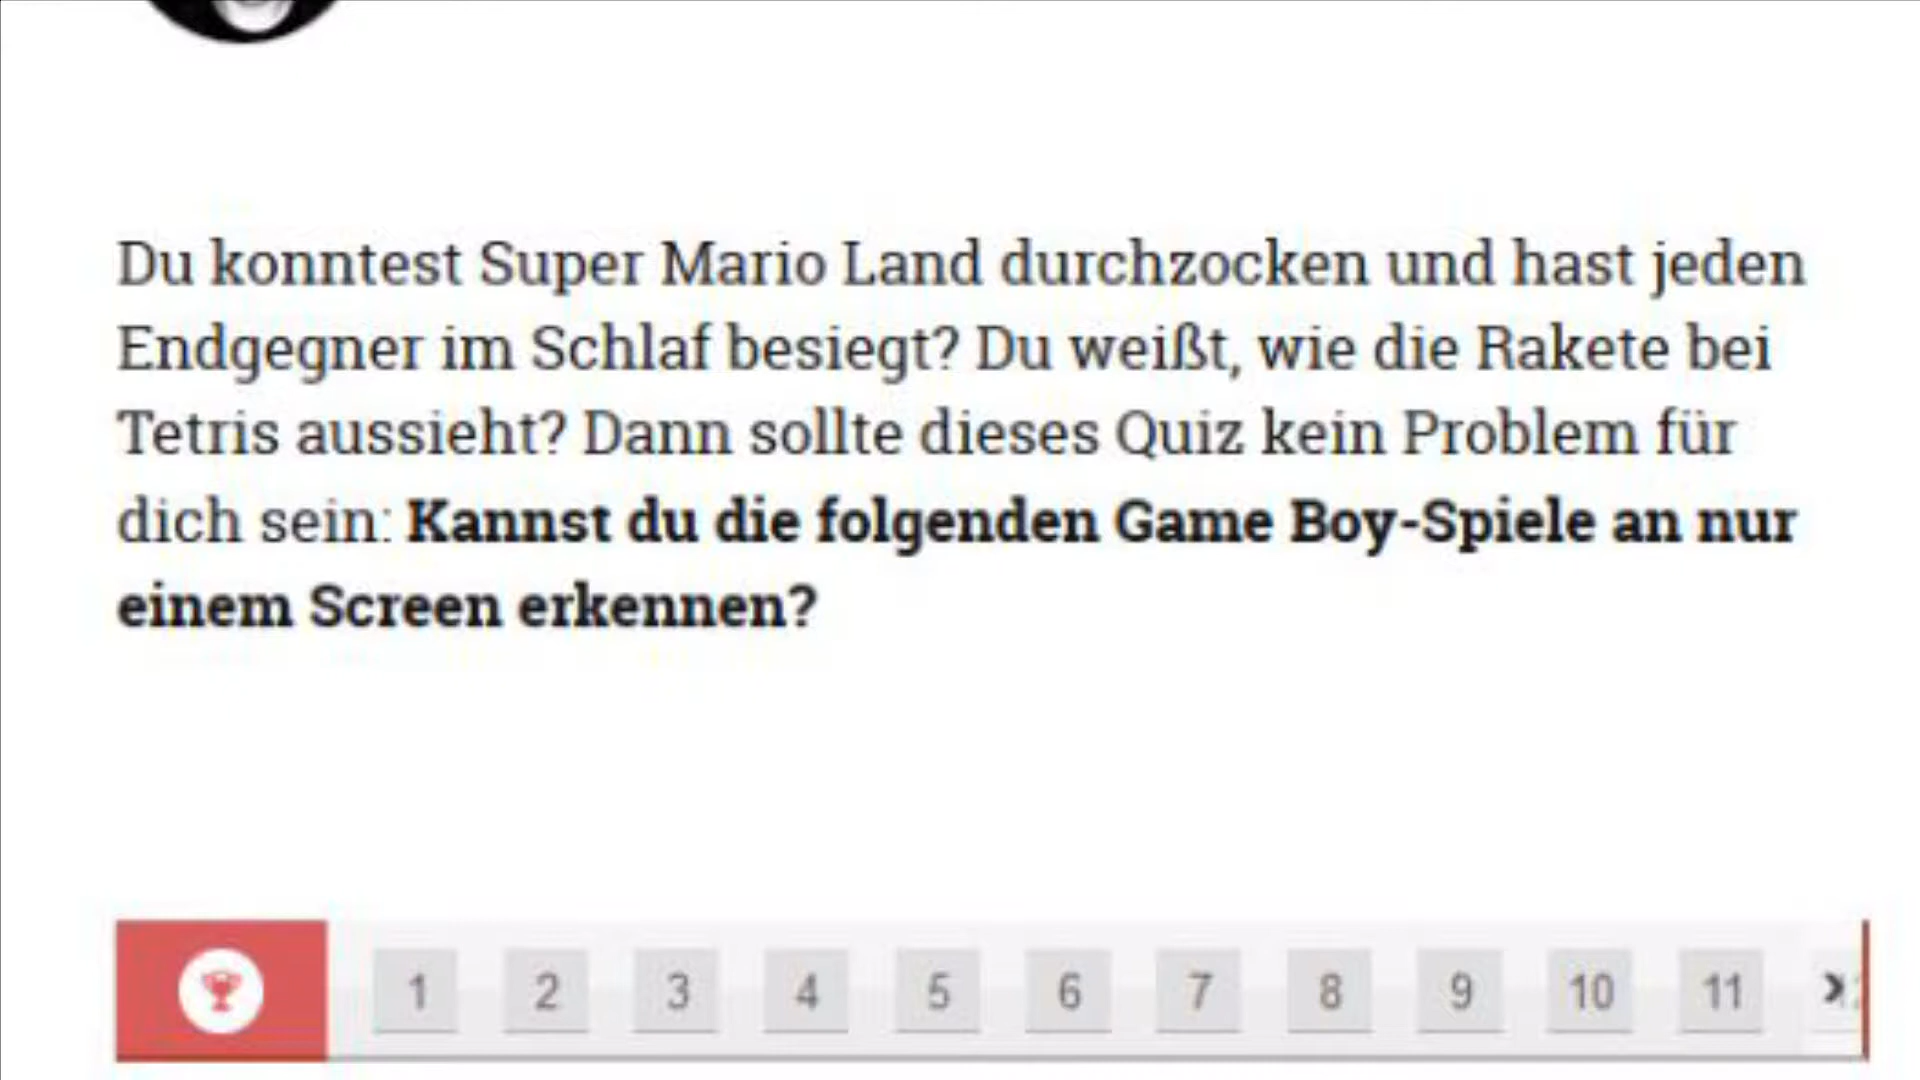 Du konntest Super Mario Land durchzocken und hast jeden
Endgegner im Schlaf besiegt? Du weißt, wie die Rakete bei
Tetris aussieht? Dann sollte dieses Quiz kein Problem für
dich sein: Kannst du die folgenden Game Boy-Spiele an nur
einem Screen erkennen?
1 2 3 4 5 6 7 8 9 10 11